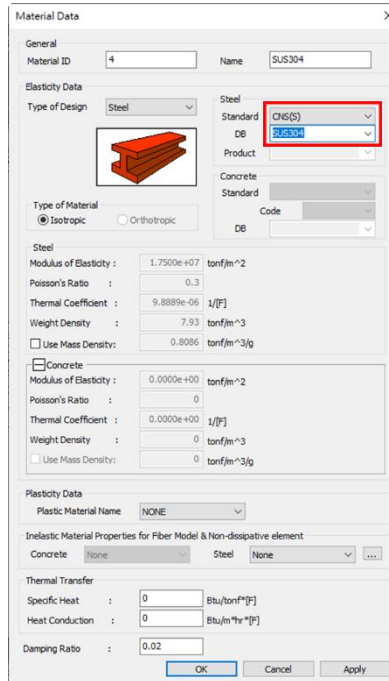 Material Data
General
Material ID 4 Name SUS304
Elasticity Data
Type of Design Steel
Steel
Standard CNS(S)
DB SUS304
Product
Concrete
Standard
Code
DB
Type of Material
Isotropic Orthotropic
Steel
Modulus of Elasticity : 1.7500e+07 tonf/m^2
Poisson's Ratio : 0.3
Thermal Coefficient : 9.8889e-06 1/[F]
Weight Density : 7.93 tonf/m^3
Use Mass Density: 0.8086 tonf/m^3/g
Concrete
Modulus of Elasticity : 0.0000e+00 tonf/m^2
Poisson's Ratio : 0
Thermal Coefficient : 0.0000e+00 1/[F]
Weight Density : 0 tonf/m^3
Use Mass Density: 0 tonf/m^3/g
Plasticity Data
Plastic Material Name NONE
Inelastic Material Properties for Fiber Model & Non-dissipative element
Concrete None Steel None ...
Thermal Transfer
Specific Heat : 0 Btu/tonf*[F]
Heat Conduction : 0 Btu/m*hr*[F]
Damping Ratio : 0.02
OK Cancel Apply